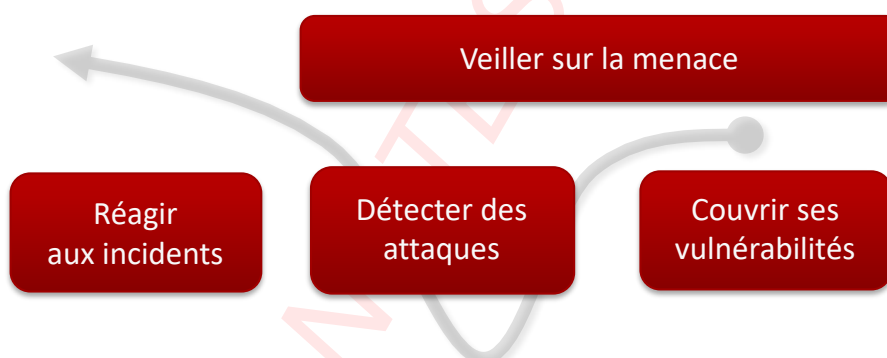 Veiller sur la menace
Réagir
aux incidents
Détecter des
attaques
Couvrir ses
vulnérabilités